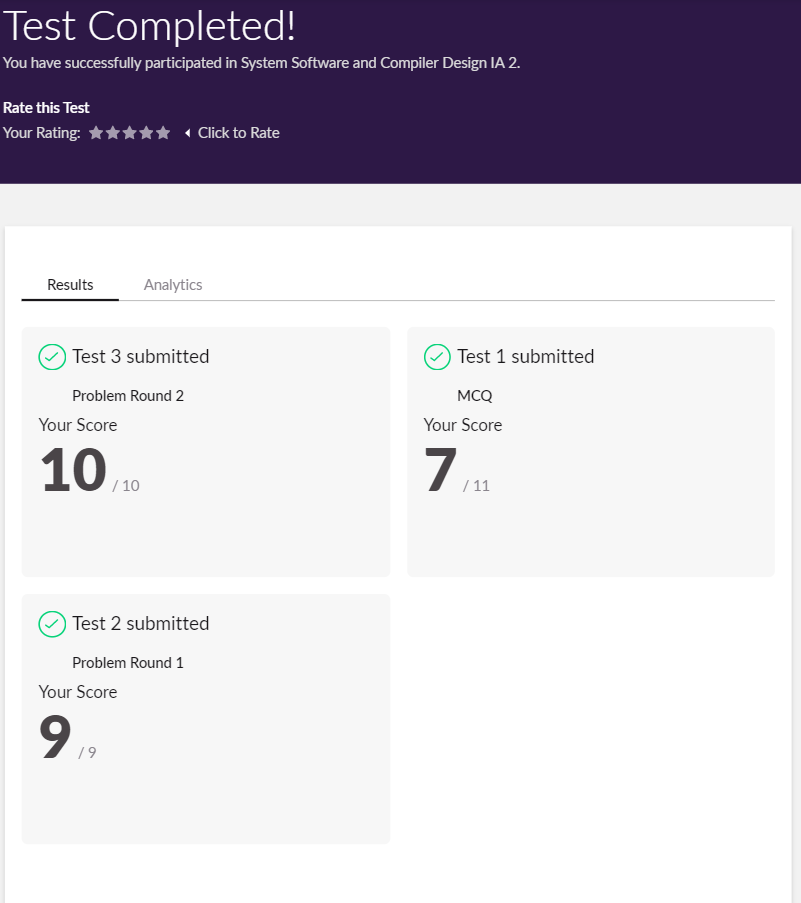 Test Completed!
You have successfully participated in System Software and Compiler Design IA 2.
Rate this Test
Your Rating: Click to Rate
Results Analytics
Test 3 submitted
Problem Round 2
Your Score
10 / 10
Test 1 submitted
MCQ
Your Score
7 / 11
Test 2 submitted
Problem Round 1
Your Score
9 / 9